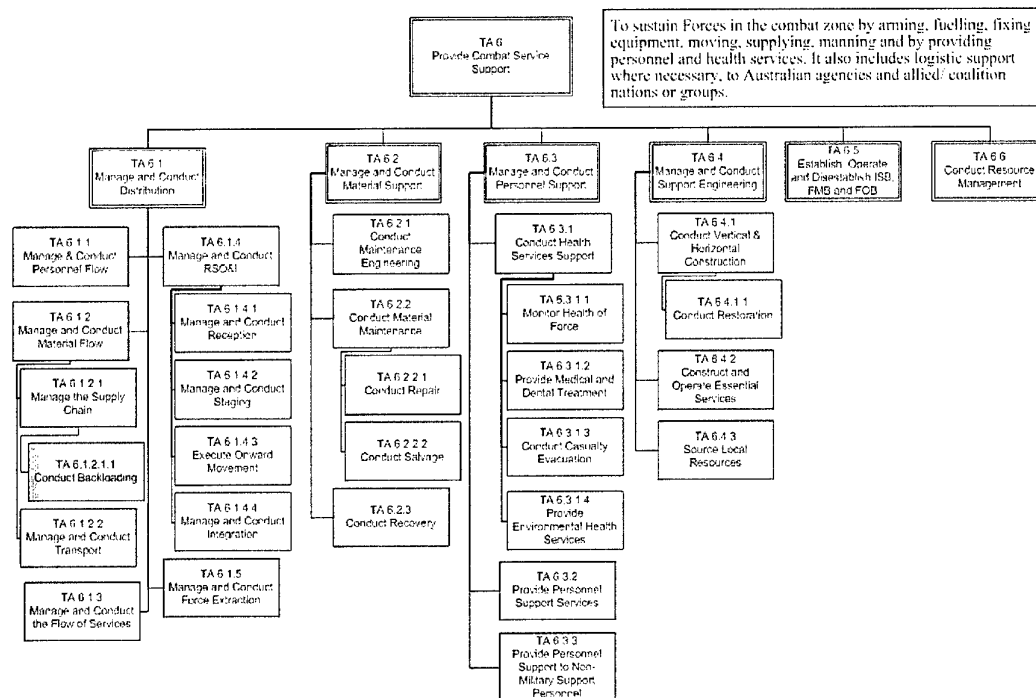 TA 6
Provide Combat Service
Support
To sustain Forces in the combat zone by arming, fuelling, fixing
equipment, moving, supplying, manning and by providing
personnel and health services. It also includes logistic support
where necessary, to Australian agencies and allied/ coalition
nations or groups.
TA 6.1
Manage and Conduct
Distribution
TA 6.2
Manage and Conduct
Material Support
TA 6.3
Manage and Conduct
Personnel Support
TA 6.4
Manage and Conduct
Support Engineering
TA 6.5
Establish, Operate
and Disestablish ISB,
FMB and FOB
TA 6.6
Conduct Resource
Management
TA 6.1.1
Manage & Conduct
Personnel Flow
TA 6.1.2
Manage and Conduct
Material Flow
TA 6.1.2.1
Manage the Supply
Chain
TA 6.1.2.1.1
Conduct Backloading
TA 6.1.2.2
Manage and Conduct
Transport
TA 6.1.3
Manage and Conduct
the Flow of Services
TA 6.1.4
Manage and Conduct
RSO&I
TA 6.1.4.1
Manage and Conduct
Reception
TA 6.1.4.2
Manage and Conduct
Staging
TA 6.1.4.3
Execute Onward
Movement
TA 6.1.4.4
Manage and Conduct
Integration
TA 6.1.5
Manage and Conduct
Force Extraction
TA 6.2.1
Conduct
Maintenance
Engineering
TA 6.2.2
Conduct Material
Maintenance
TA 6.2.2.1
Conduct Repair
TA 6.2.2.2
Conduct Salvage
TA 6.2.3
Conduct Recovery
TA 6.3.1
Conduct Health
Services Support
TA 6.3.1.1
Monitor Health of
Force
TA 6.3.1.2
Provide Medical and
Dental Treatment
TA 6.3.1.3
Conduct Casualty
Evacuation
TA 6.3.1.4
Provide
Environmental Health
Services
TA 6.3.2
Provide Personnel
Support Services
TA 6.3.3
Provide Personnel
Support to Non-
Military Support
Personnel
TA 6.4.1
Conduct Vertical &
Horizontal
Construction
TA 6.4.1.1
Conduct Restoration
TA 6.4.2
Construct and
Operate Essential
Services
TA 6.4.3
Source Local
Resources